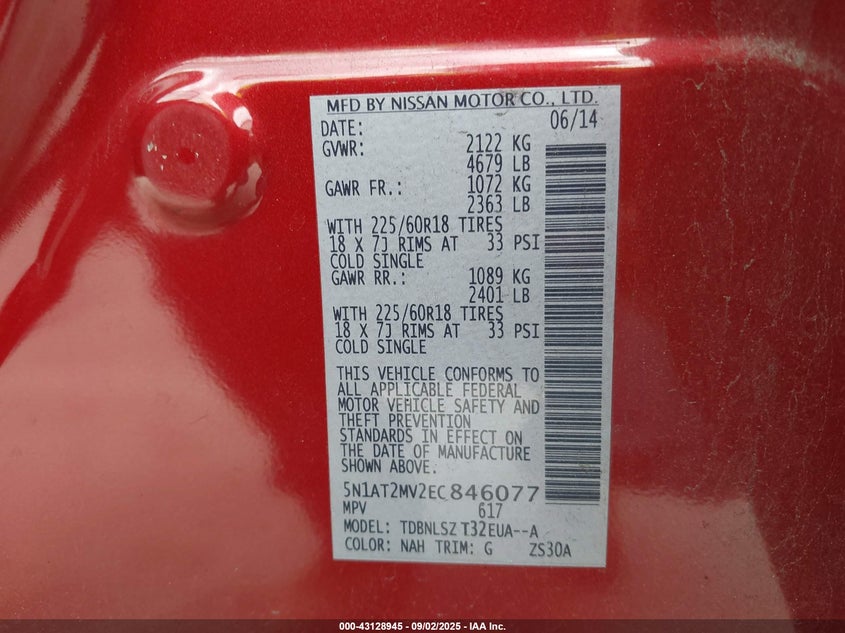 MFD BY NISSAN MOTOR CO., LTD.
DATE: 06/14
GVWR: 2122 KG
4679 LB
GAWR FR.: 1072 KG
2363 LB
WITH 225/60R18 TIRES
18 X 7J RIMS AT 33 PSI
COLD SINGLE
GAWR RR.: 1089 KG
2401 LB
WITH 225/60R18 TIRES
18 X 7J RIMS AT 33 PSI
COLD SINGLE
THIS VEHICLE CONFORMS TO
ALL APPLICABLE FEDERAL
MOTOR VEHICLE SAFETY AND
THEFT PREVENTION
STANDARDS IN EFFECT ON
THE DATE OF MANUFACTURE
SHOWN ABOVE.
5N1AT2MV2EC846077
MPV 617
MODEL: TDBNLSZ T32EUA--A
COLOR: NAH TRIM: G ZS30A
000-43128945 - 09/02/2025 - IAA Inc.